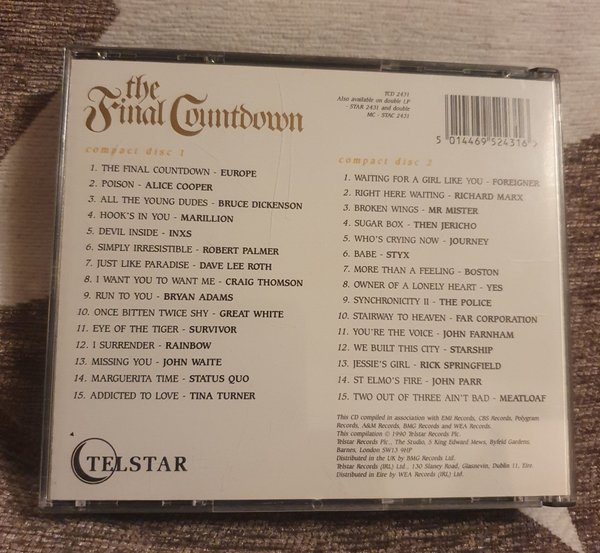 the
Final Countdown
TCD 2431
Also available on double LP
- STAR 2431 and double
MC - STAC 2431
5 014469 524316
compact disc 1
1. THE FINAL COUNTDOWN - EUROPE
2. POISON - ALICE COOPER
3. ALL THE YOUNG DUDES - BRUCE DICKENSON
4. HOOK'S IN YOU - MARILLION
5. DEVIL INSIDE - INXS
6. SIMPLY IRRESISTIBLE - ROBERT PALMER
7. JUST LIKE PARADISE - DAVE LEE ROTH
8. I WANT YOU TO WANT ME - CRAIG THOMSON
9. RUN TO YOU - BRYAN ADAMS
10. ONCE BITTEN TWICE SHY - GREAT WHITE
11. EYE OF THE TIGER - SURVIVOR
12. I SURRENDER - RAINBOW
13. MISSING YOU - JOHN WAITE
14. MARGUERITA TIME - STATUS QUO
15. ADDICTED TO LOVE - TINA TURNER
compact disc 2
1. WAITING FOR A GIRL LIKE YOU - FOREIGNER
2. RIGHT HERE WAITING - RICHARD MARX
3. BROKEN WINGS - MR MISTER
4. SUGAR BOX - THEN JERICHO
5. WHO'S CRYING NOW - JOURNEY
6. BABE - STYX
7. MORE THAN A FEELING - BOSTON
8. OWNER OF A LONELY HEART - YES
9. SYNCHRONICITY II - THE POLICE
10. STAIRWAY TO HEAVEN - FAR CORPORATION
11. YOU'RE THE VOICE - JOHN FARNHAM
12. WE BUILT THIS CITY - STARSHIP
13. JESSIE'S GIRL - RICK SPRINGFIELD
14. ST ELMO'S FIRE - JOHN PARR
15. TWO OUT OF THREE AIN'T BAD - MEATLOAF
This CD compiled in association with EMI Records, CBS Records, Polygram
Records, A&M Records, BMG Records and WEA Records.
This compilation © 1990 Telstar Records Plc.
Telstar Records Plc., The Studio, 5 King Edward Mews, Byfeld Gardens,
Barnes, London SW13 9HP
Distributed in the UK by BMG Records Ltd.
Telstar Records (IRL) Ltd., 130 Slaney Road, Glasnevin, Dublin 11, Eire.
Distributed in Eire by WEA Records (IRL) Ltd.
TELSTAR